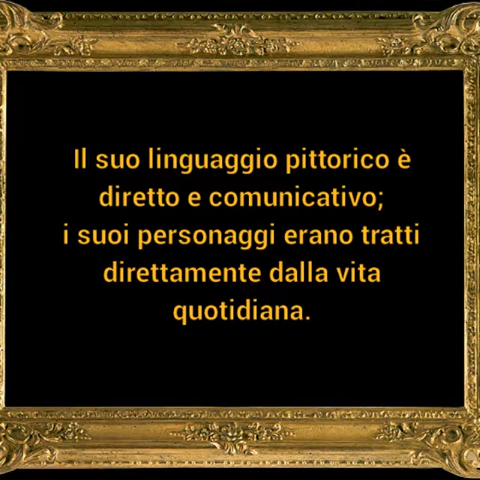 Il suo linguaggio pittorico è
diretto e comunicativo;
i suoi personaggi erano tratti
direttamente dalla vita
quotidiana.